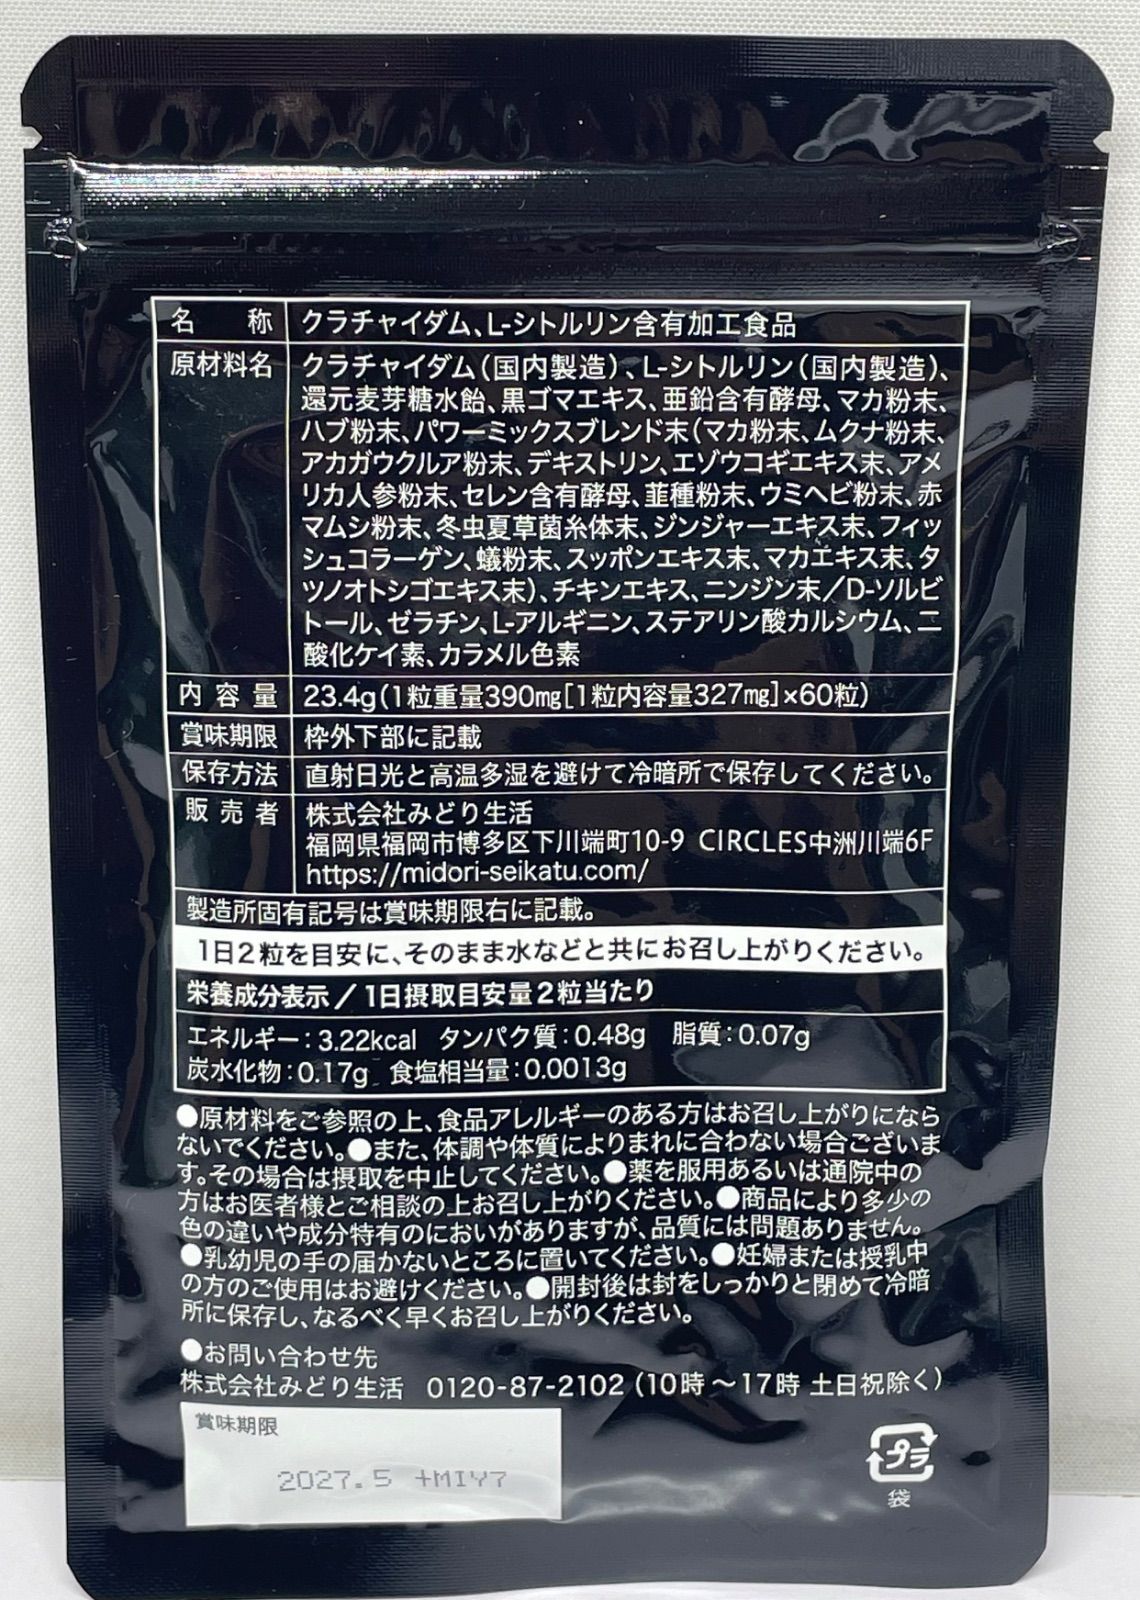 名 称 クラチャイダム、L-シトルリン含有加工食品
原材料名 クラチャイダム（国内製造）、L-シトルリン（国内製造）、
還元麦芽糖水飴、黒ゴマエキス、亜鉛含有酵母、マカ粉末、
ハブ粉末、パワーミックスブレンド末（マカ粉末、ムクナ粉末、
アカガウクルア粉末、デキストリン、エゾウコギエキス末、アメ
リカ人参粉末、セレン含有酵母、韮種粉末、ウミヘビ粉末、赤
マムシ粉末、冬虫夏草菌糸体末、ジンジャーエキス末、フィッ
シュコラーゲン、蟻粉末、スッポンエキス末、マカエキス末、タ
ツノオトシゴエキス末）、チキンエキス、ニンジン末／D-ソルビ
トール、ゼラチン、L-アルギニン、ステアリン酸カルシウム、二
酸化ケイ素、カラメル色素
内容量 23.4g（1粒重量390mg［1粒内容量327mg］×60粒）
賞味期限 枠外下部に記載
保存方法 直射日光と高温多湿を避けて冷暗所で保存してください。
販売者 株式会社みどり生活
福岡県福岡市博多区下川端町10-9 CIRCLES中洲川端6F
https://midori-seikatu.com/
製造所固有記号は賞味期限右に記載。
1日2粒を目安に、そのまま水などと共にお召し上がりください。
栄養成分表示／1日摂取目安量2粒当たり
エネルギー：3.22kcal タンパク質：0.48g 脂質：0.07g
炭水化物：0.17g 食塩相当量：0.0013g
●原材料をご参照の上、食品アレルギーのある方はお召し上がりになら
ないでください。●また、体調や体質によりまれに合わない場合ございま
す。その場合は摂取を中止してください。●薬を服用あるいは通院中の
方はお医者様とご相談の上お召し上がりください。●商品により多少の
色の違いや成分特有のにおいがありますが、品質には問題ありません。
●乳幼児の手の届かないところに置いてください。●妊婦または授乳中
の方のご使用はお避けください。●開封後は封をしっかりと閉めて冷暗
所に保存し、なるべく早くお召し上がりください。
●お問い合わせ先
株式会社みどり生活 0120-87-2102（10時～17時 土日祝除く）
賞味期限
2027.5 +MIY7
プラ
袋